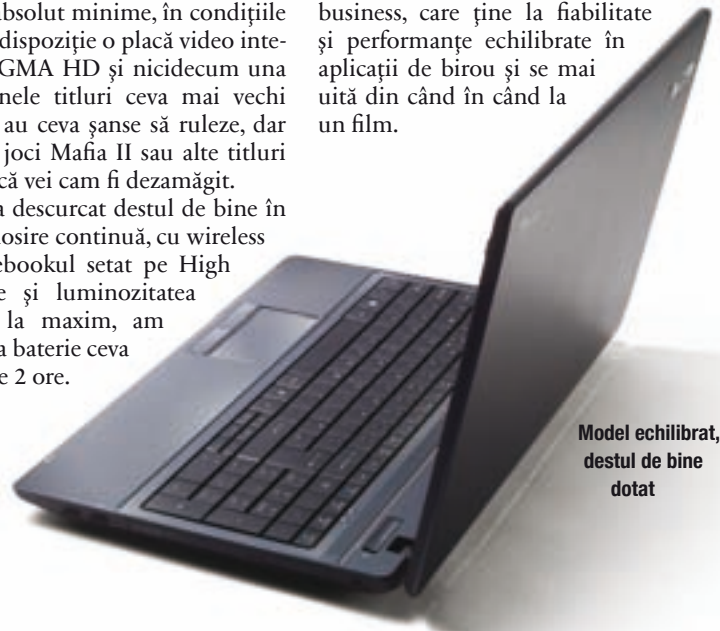 absolut minime, în condiţiile
dispoziţie o placă video inte-
GMA HD şi nicidecum una
nele titluri ceva mai vechi
au ceva şanse să ruleze, dar
joci Mafia II sau alte titluri
că vei cam fi dezamăgit.
a descurcat destul de bine în
osire continuă, cu wireless
ebookul setat pe High
e şi luminozitatea
la maxim, am
a baterie ceva
e 2 ore.
business, care ţine la fiabilitate
şi performanţe echilibrate în
aplicaţii de birou şi se mai
uită din când în când la
un film.
Model echilibrat,
destul de bine
dotat